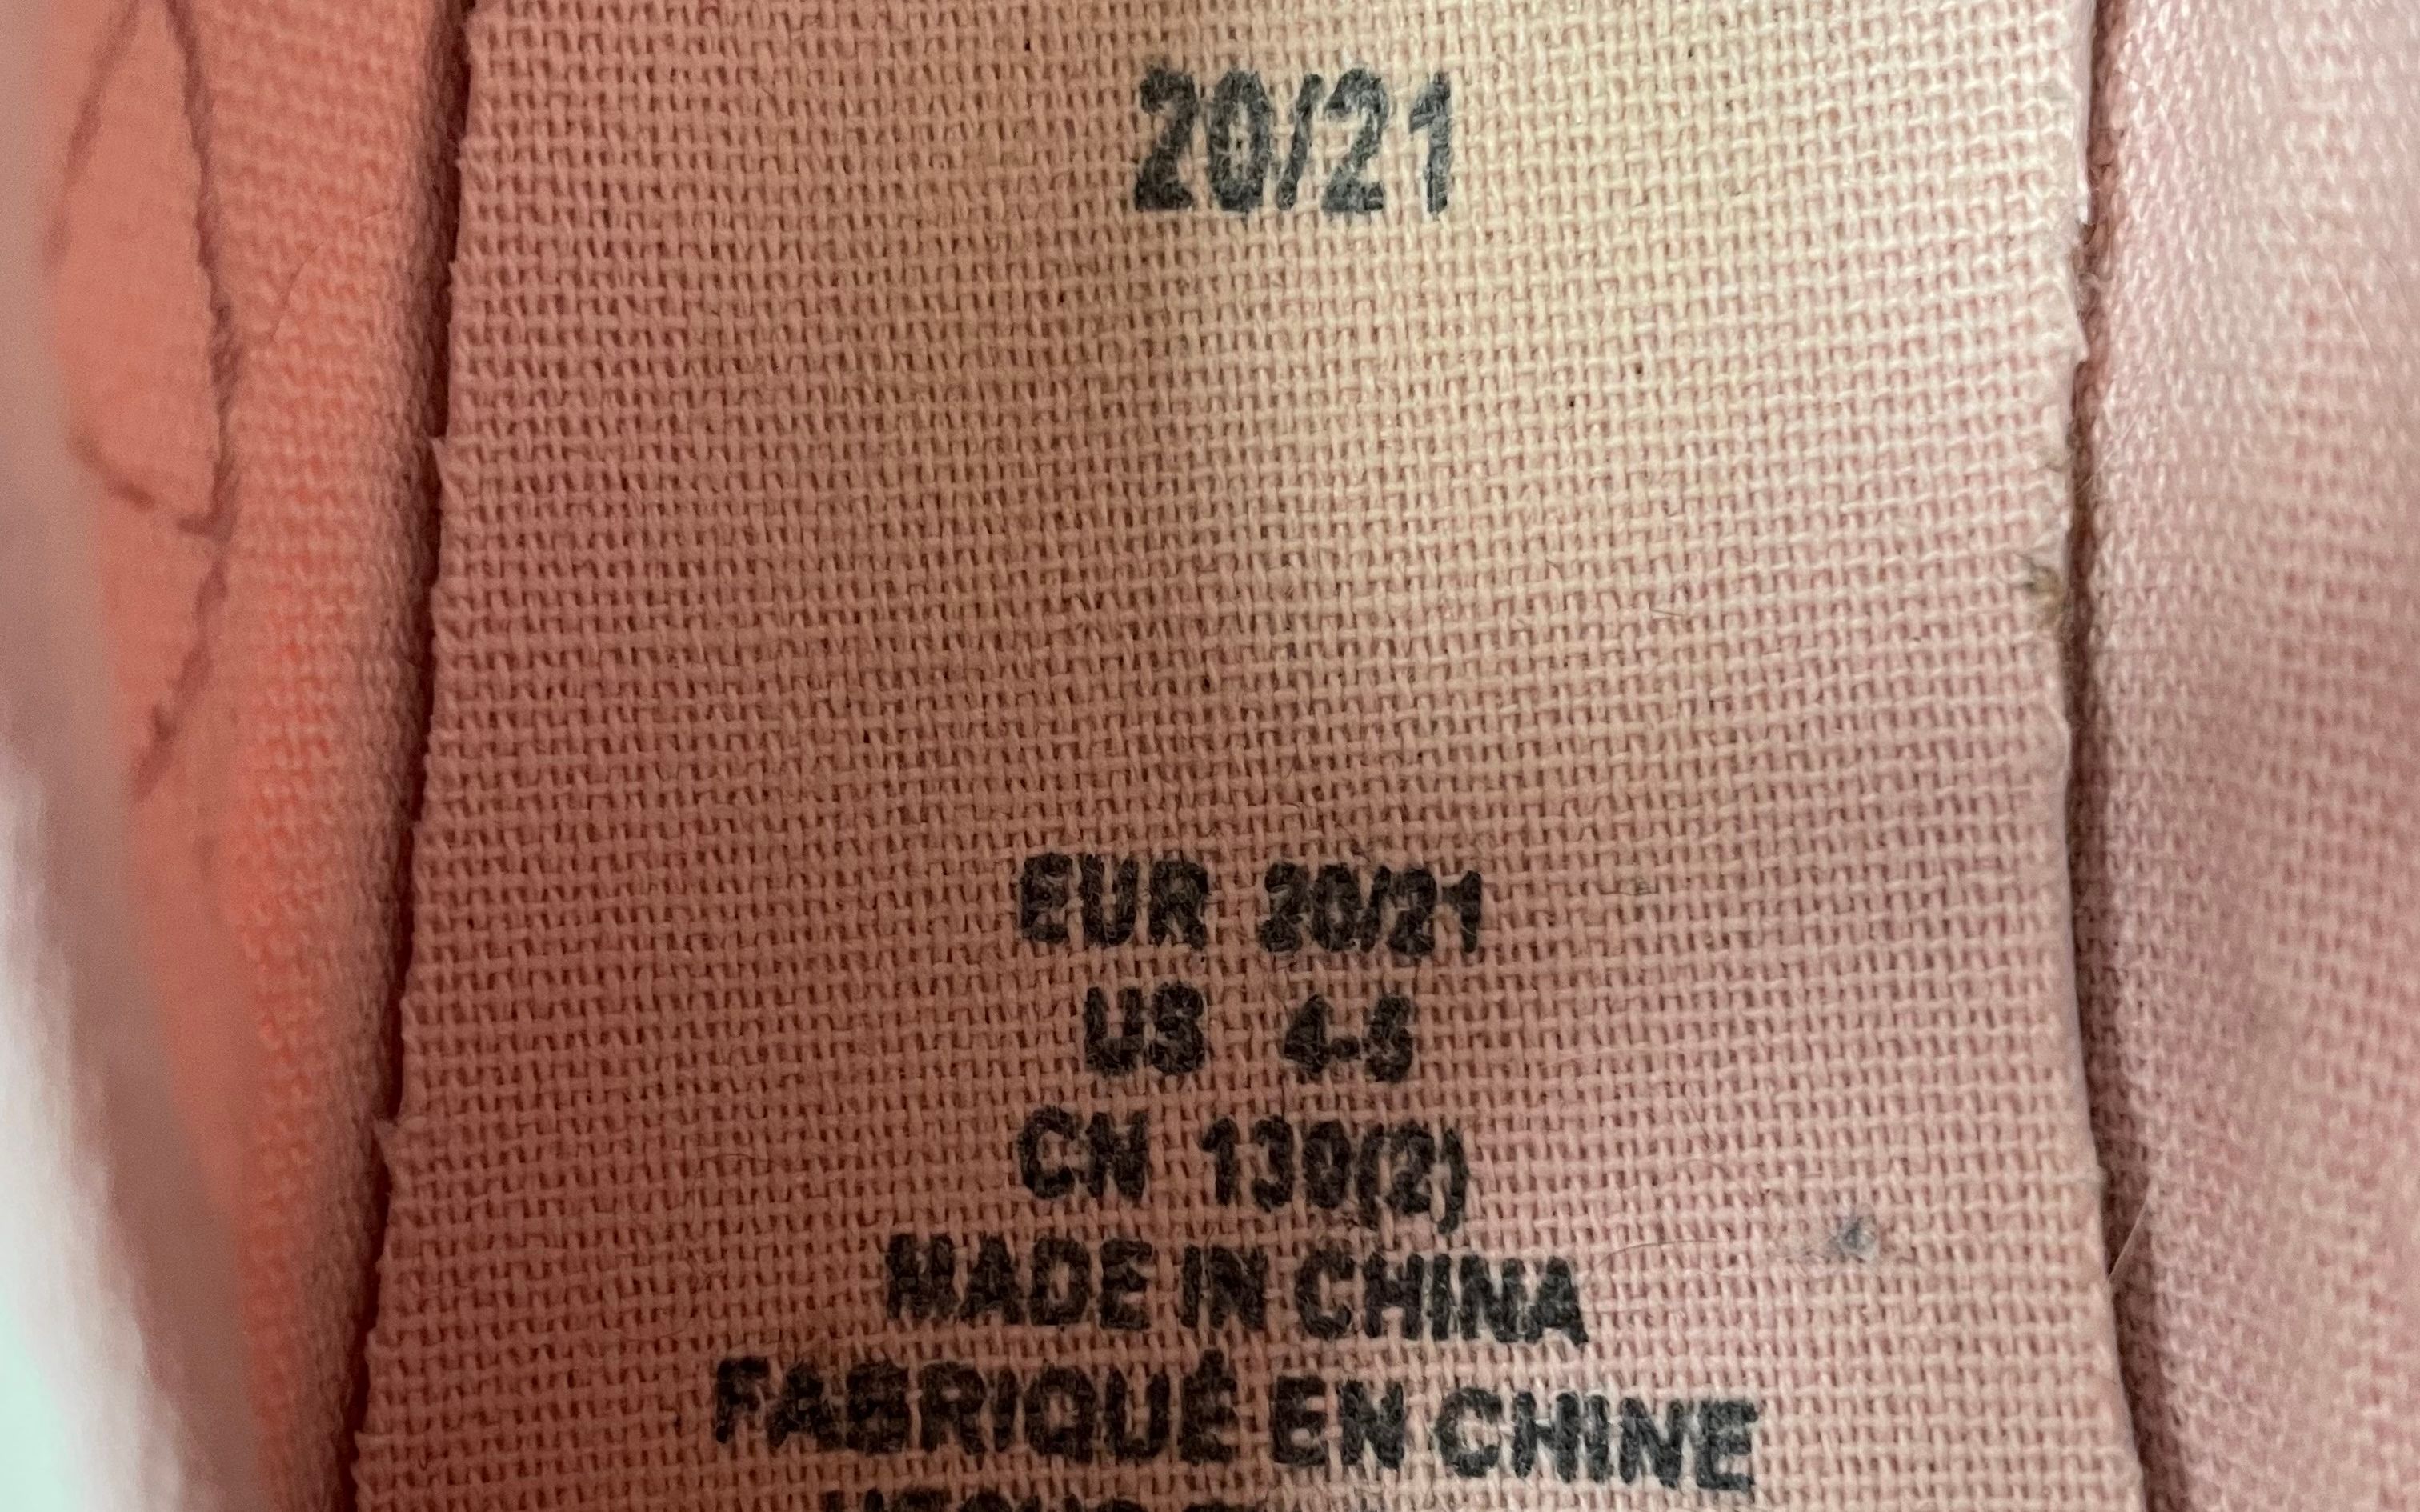 20/21
EUR 20/21
US 4-5
CN 130(2)
MADE IN CHINA
FABRIQUÉ EN CHINE